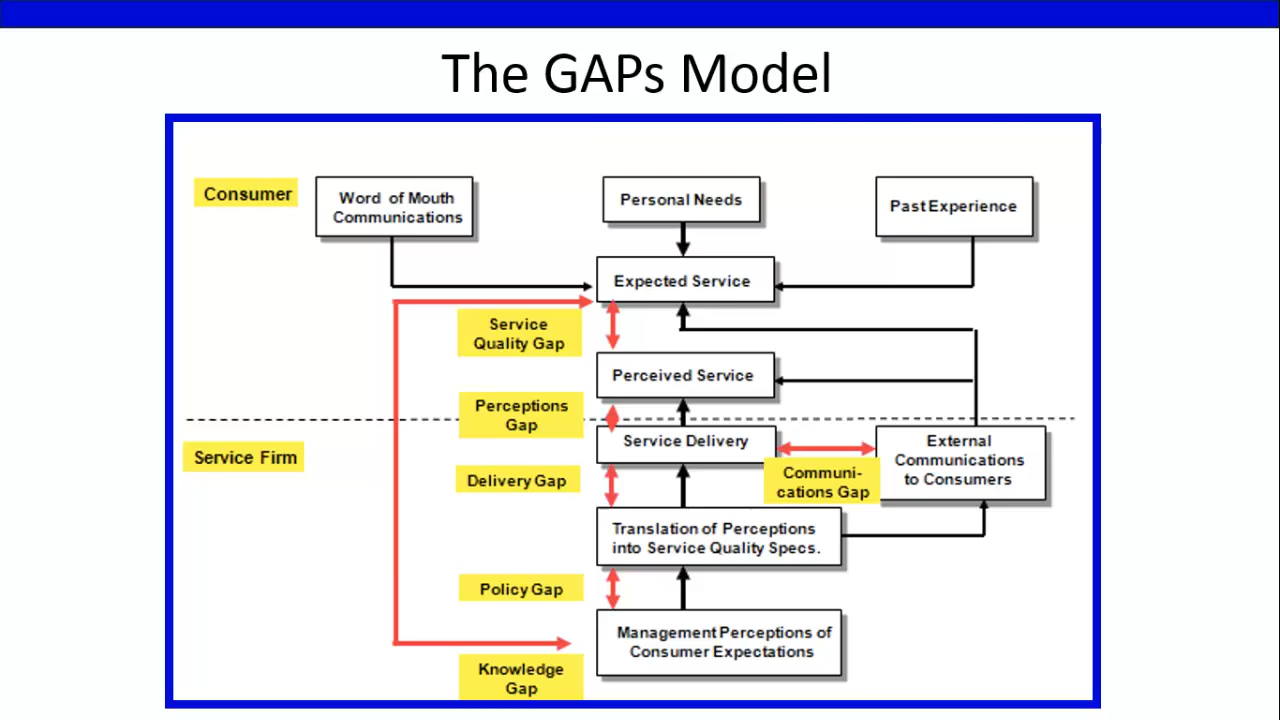 The GAPs Model
Consumer
Word of Mouth
Communications
Personal Needs
Past Experience
Expected Service
Service
Quality Gap
Perceived Service
Perceptions
Gap
Service Firm
Service Delivery
External
Communications
to Consumers
Communi-
cations Gap
Delivery Gap
Translation of Perceptions
into Service Quality Specs.
Policy Gap
Management Perceptions of
Consumer Expectations
Knowledge
Gap